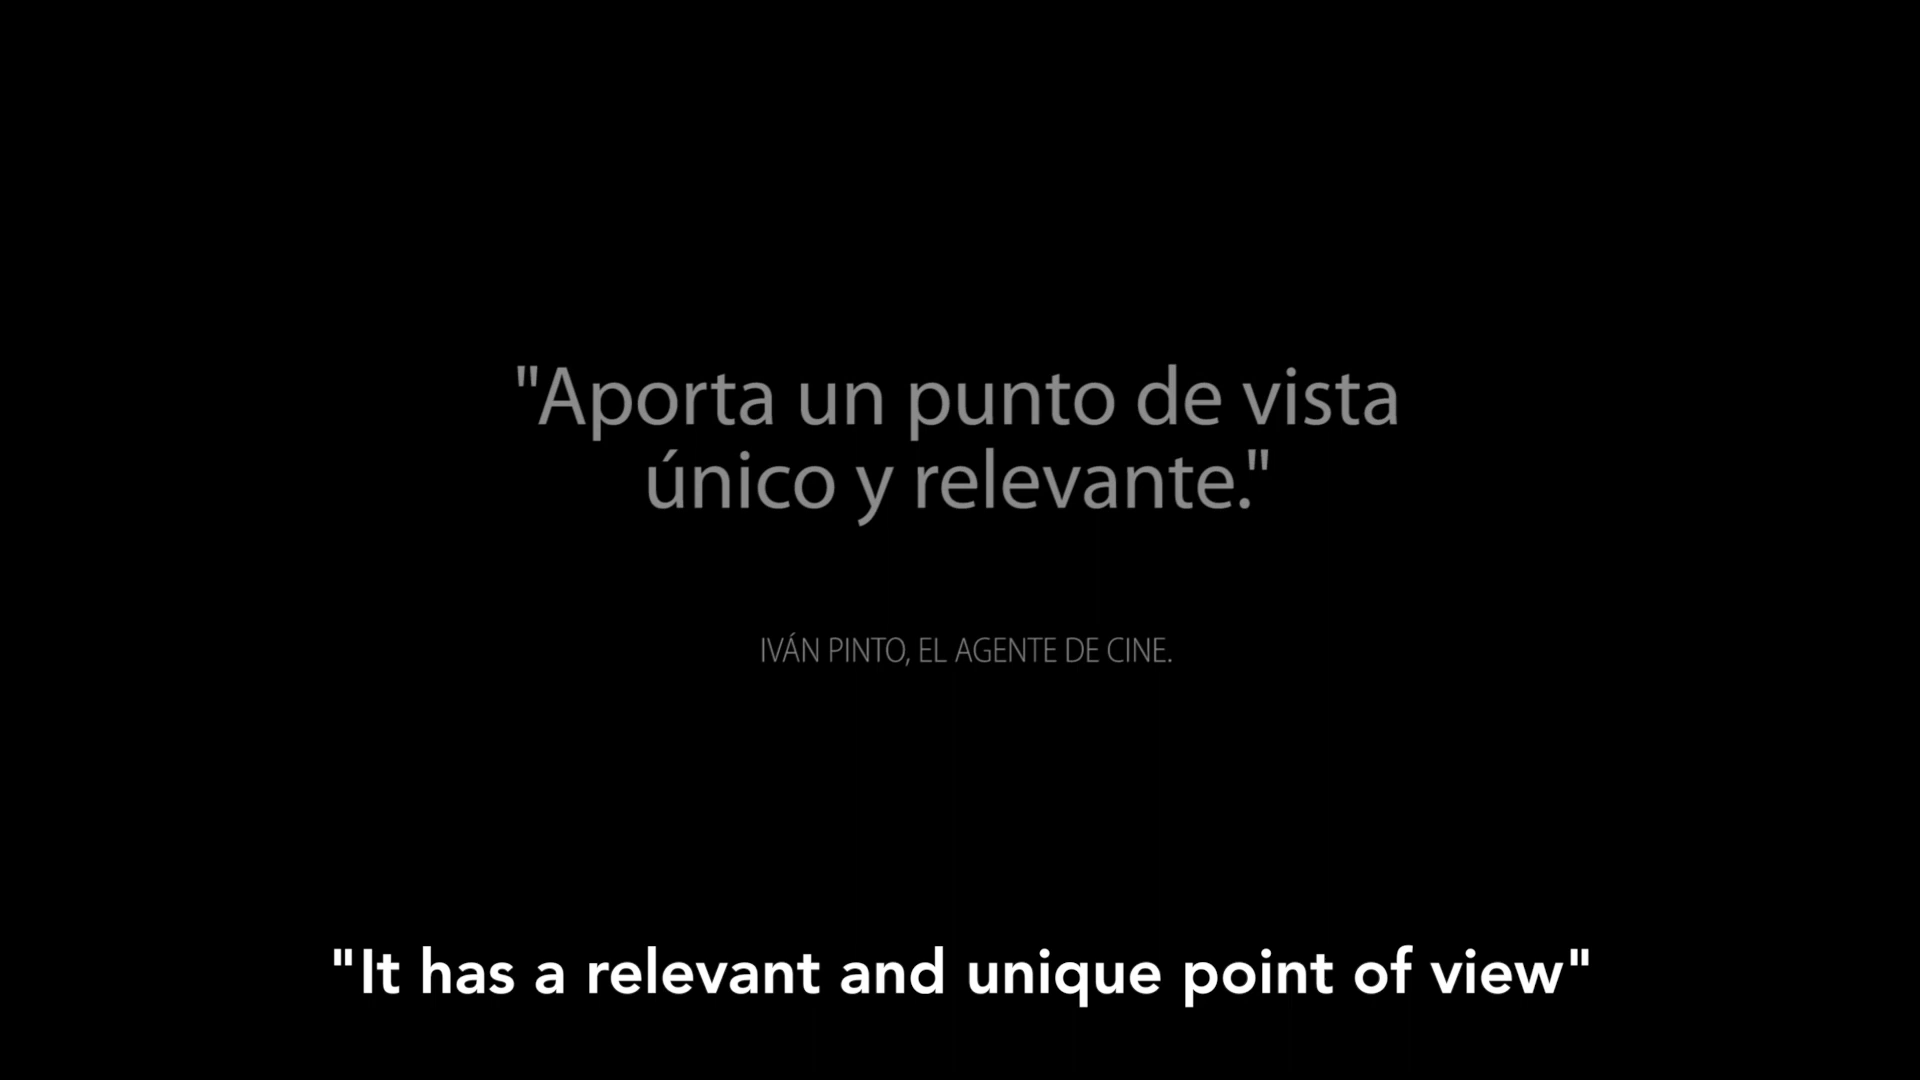 "Aporta un punto de vista
único y relevante."
IVÁN PINTO, EL AGENTE DE CINE.
"It has a relevant and unique point of view"